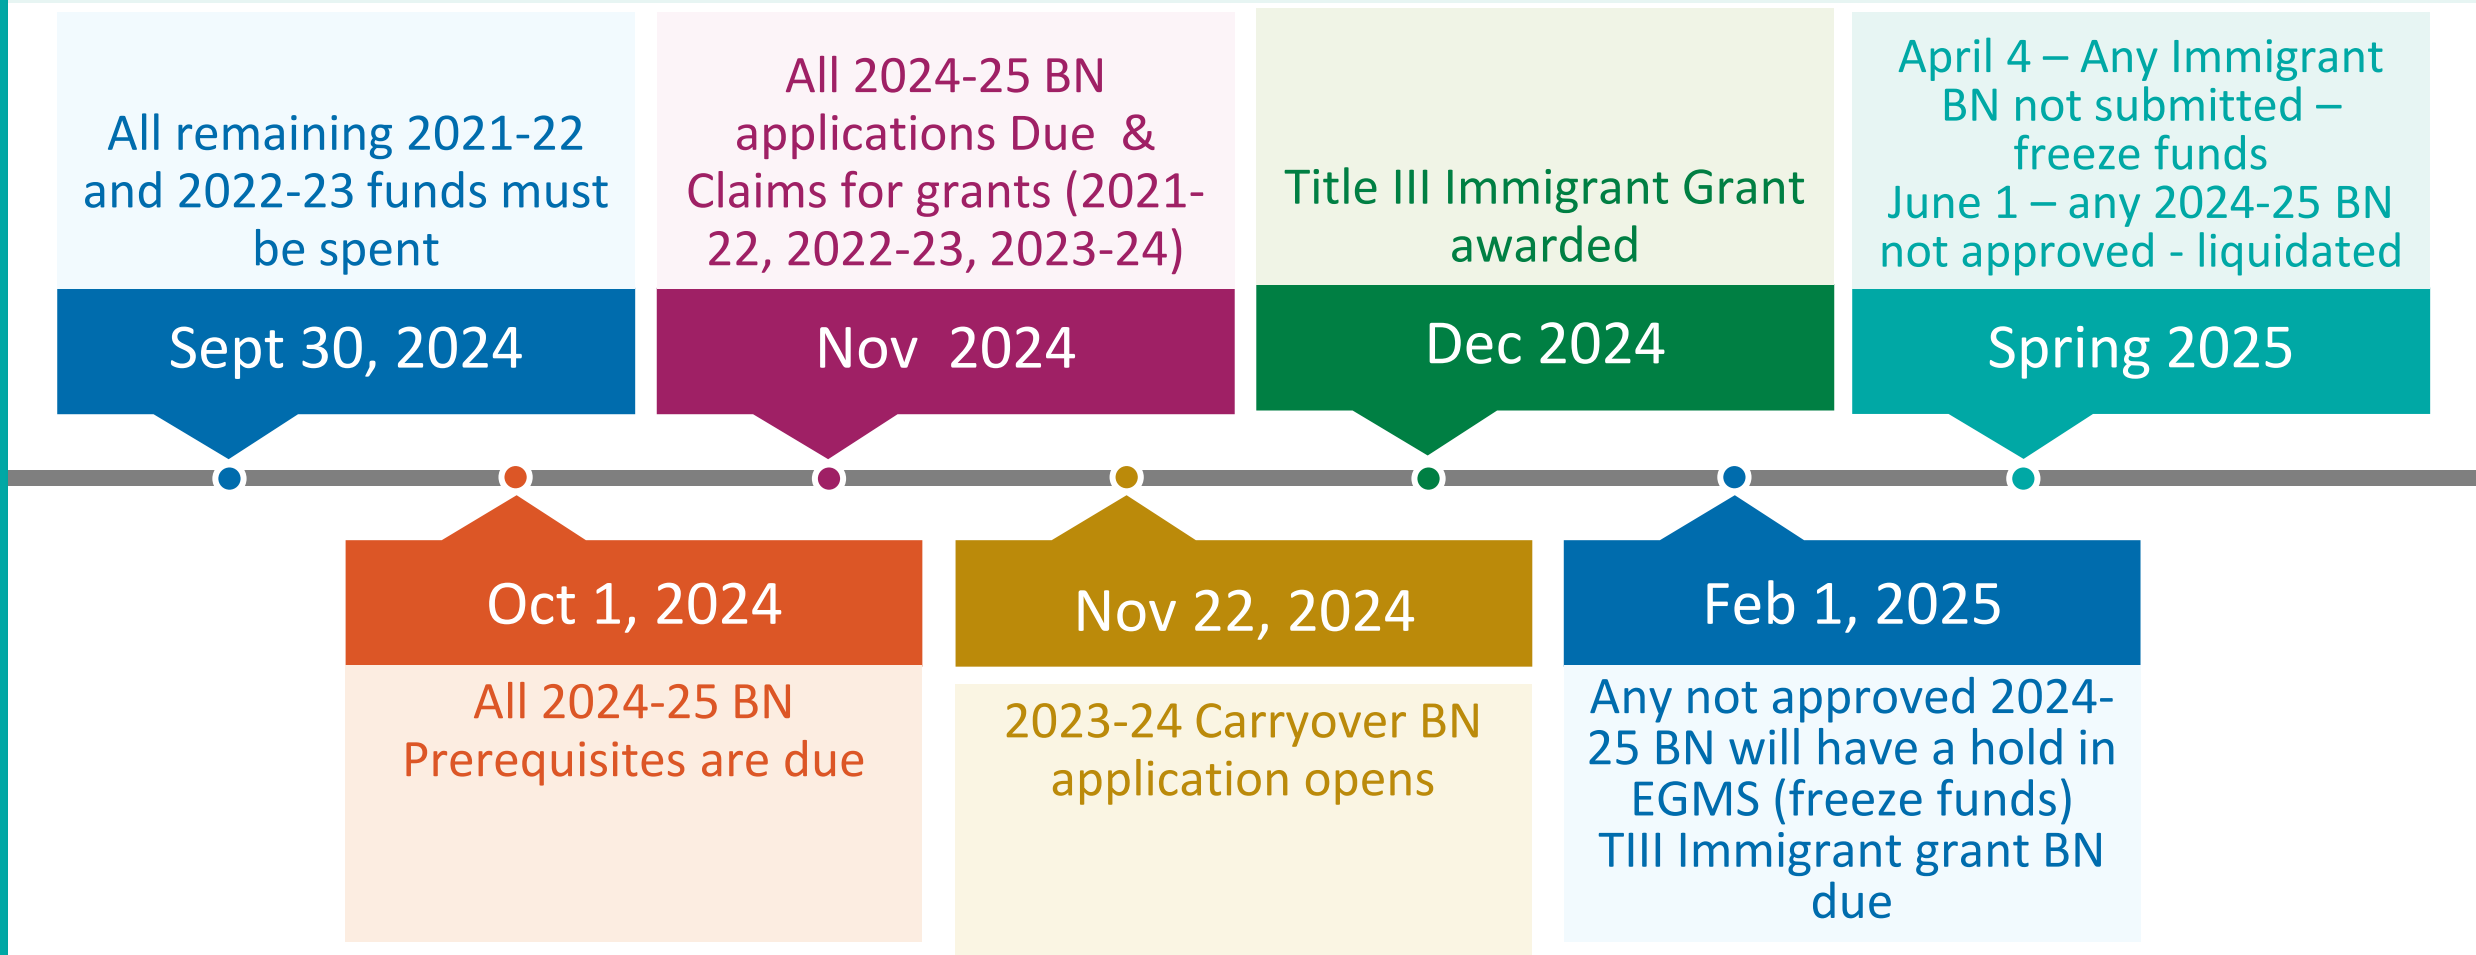 All remaining 2021-22
and 2022-23 funds must
be spent
Sept 30, 2024
Oct 1, 2024
All 2024-25 BN
Prerequisites are due
All 2024-25 BN
applications Due  &
Claims for grants (2021-
22, 2022-23, 2023-24)
Nov  2024
Nov 22, 2024
2023-24 Carryover BN
application opens
Title III Immigrant Grant
awarded
Dec 2024
Feb 1, 2025
Any not approved 2024-
25 BN will have a hold in
EGMS (freeze funds)
TIII Immigrant grant BN
due
April 4 – Any Immigrant
BN not submitted –
freeze funds
June 1 – any 2024-25 BN
not approved - liquidated
Spring 2025